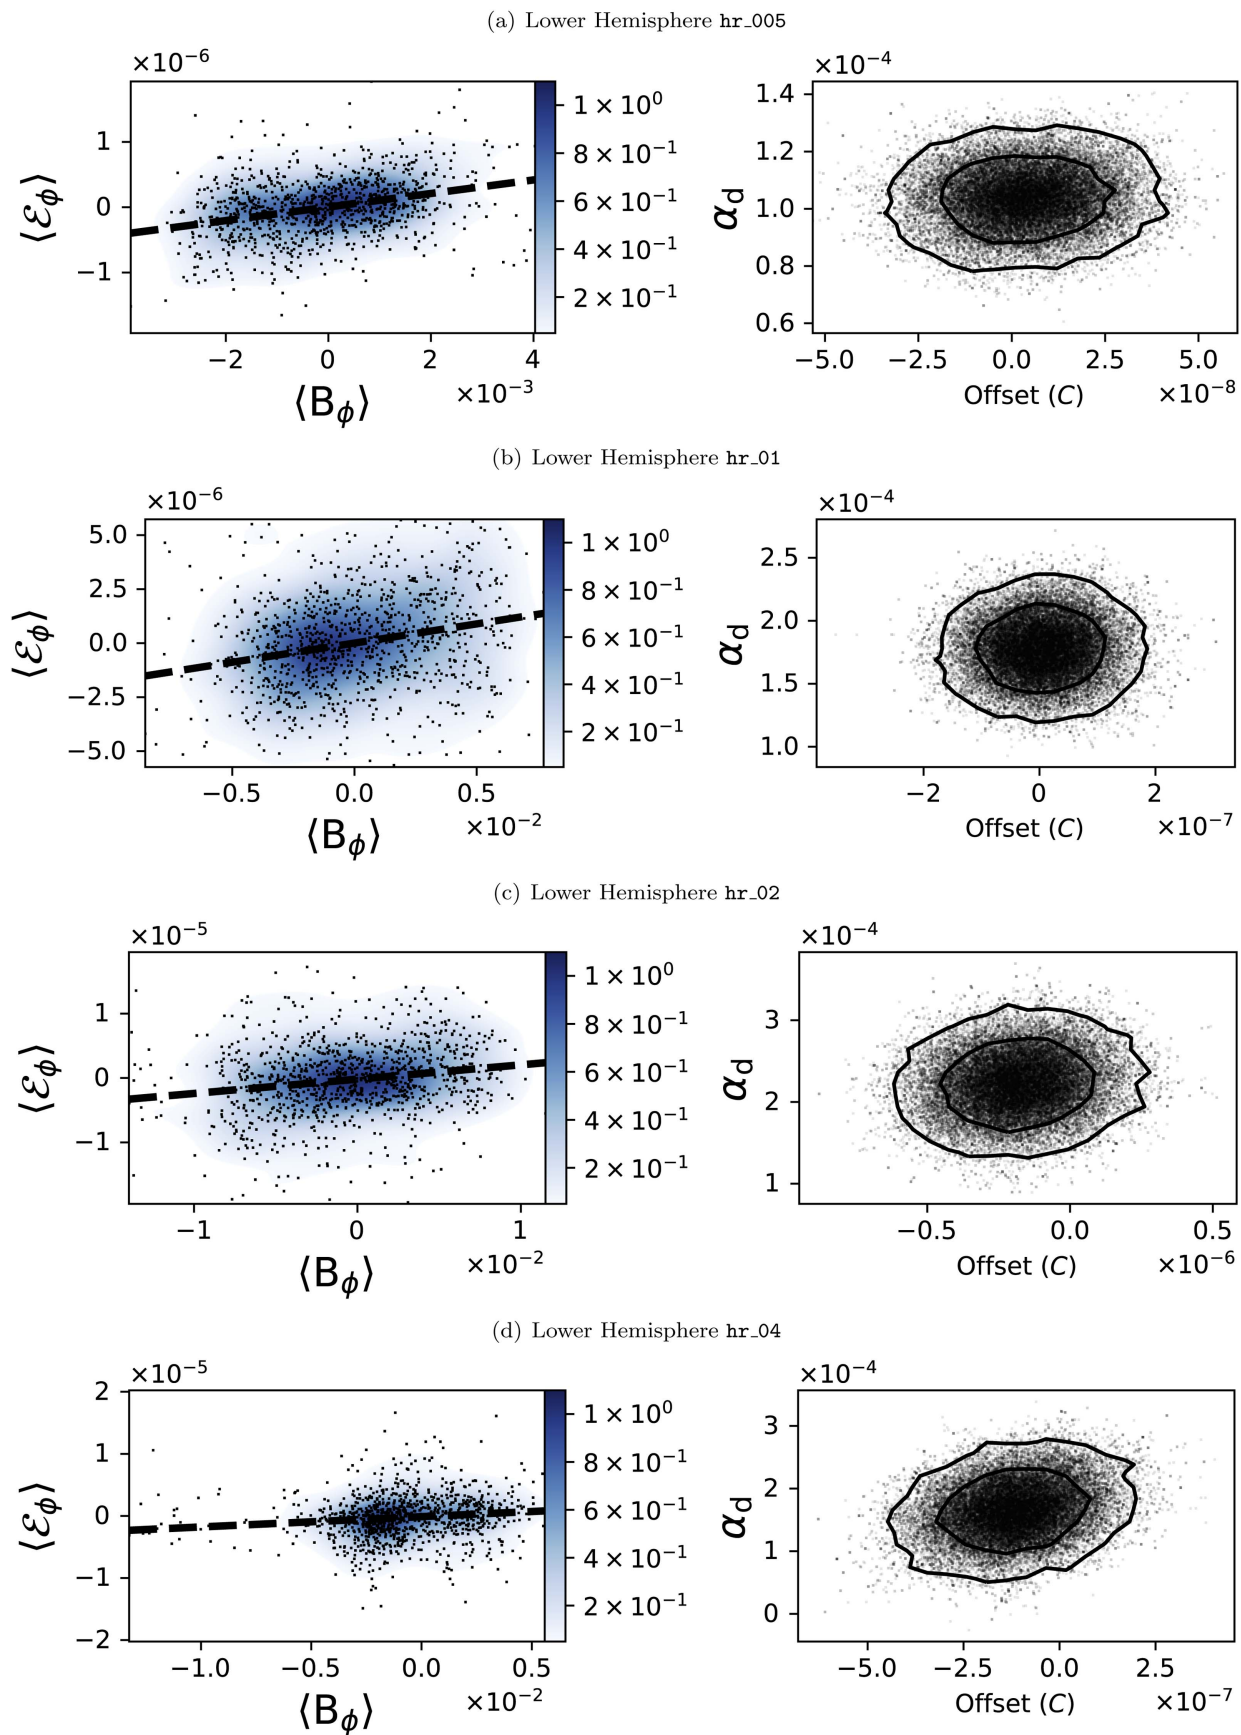 (a) Lower Hemisphere hr_005
×10⁻⁶
1
0
−1
⟨ℰ_ϕ⟩
−2 0 2 4
×10⁻³
⟨B_ϕ⟩
1 × 10⁰
8 × 10⁻¹
6 × 10⁻¹
4 × 10⁻¹
2 × 10⁻¹
×10⁻⁴
1.4
1.2
1.0
0.8
0.6
α_d
−5.0 −2.5 0.0 2.5 5.0
Offset (C) ×10⁻⁸
(b) Lower Hemisphere hr_01
×10⁻⁶
5.0
2.5
0.0
−2.5
−5.0
⟨ℰ_ϕ⟩
−0.5 0.0 0.5
×10⁻²
⟨B_ϕ⟩
1 × 10⁰
8 × 10⁻¹
6 × 10⁻¹
4 × 10⁻¹
2 × 10⁻¹
×10⁻⁴
2.5
2.0
1.5
1.0
α_d
−2 0 2
Offset (C) ×10⁻⁷
(c) Lower Hemisphere hr_02
×10⁻⁵
1
0
−1
⟨ℰ_ϕ⟩
−1 0 1
×10⁻²
⟨B_ϕ⟩
1 × 10⁰
8 × 10⁻¹
6 × 10⁻¹
4 × 10⁻¹
2 × 10⁻¹
×10⁻⁴
3
2
1
α_d
−0.5 0.0 0.5
Offset (C) ×10⁻⁶
(d) Lower Hemisphere hr_04
×10⁻⁵
2
1
0
−1
−2
⟨ℰ_ϕ⟩
−1.0 −0.5 0.0 0.5
×10⁻²
⟨B_ϕ⟩
1 × 10⁰
8 × 10⁻¹
6 × 10⁻¹
4 × 10⁻¹
2 × 10⁻¹
×10⁻⁴
3
2
1
0
α_d
−5.0 −2.5 0.0 2.5
Offset (C) ×10⁻⁷